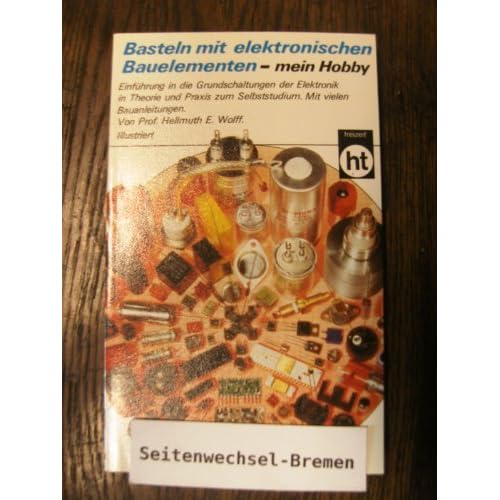 Basteln mit elektronischen
Bauelementen – mein Hobby
Einführung in die Grundschaltungen der Elektronik
in Theorie und Praxis zum Selbststudium. Mit vielen
Bauanleitungen.
Von Prof. Hellmuth E. Wolff.
Illustriert
freizeit
ht
Seitenwechsel-Bremen